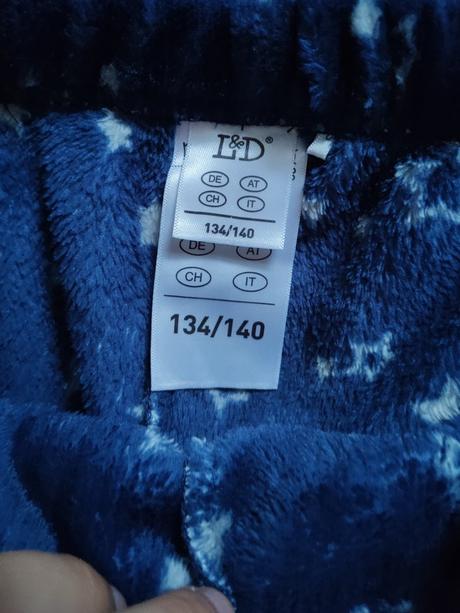 L&D®
DE AT
CH IT
134/140
DE AT
CH IT
134/140